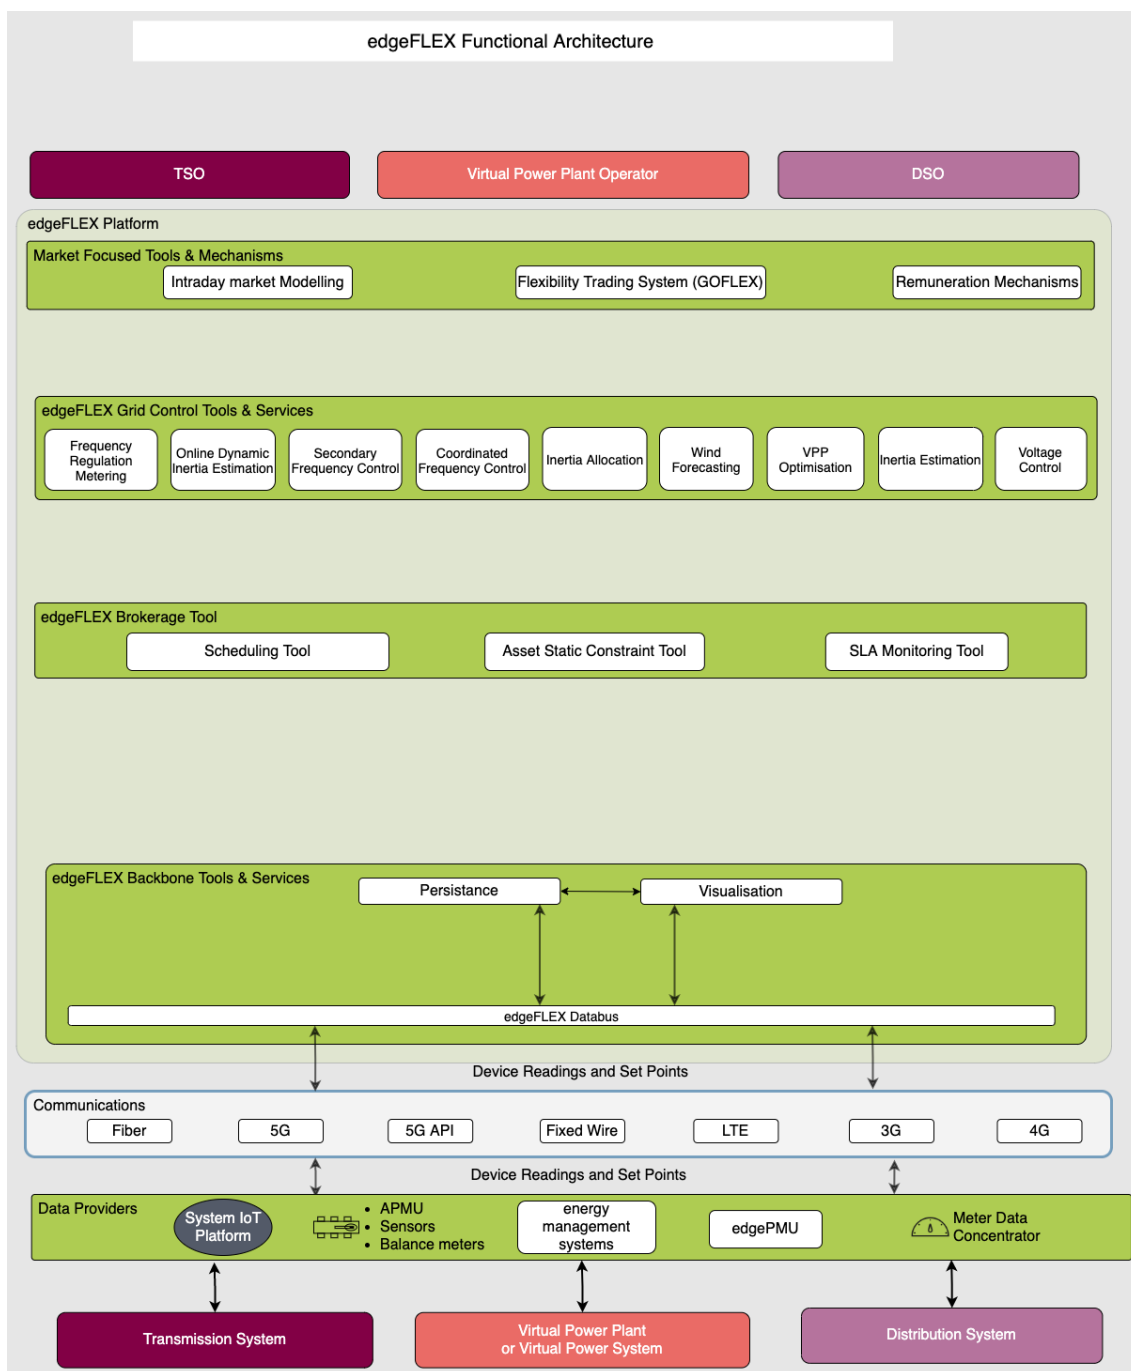 edgeFLEX Functional Architecture
TSO
Virtual Power Plant Operator
DSO
edgeFLEX Platform
Market Focused Tools & Mechanisms
Intraday market Modelling
Flexibility Trading System (GOFLEX)
Remuneration Mechanisms
edgeFLEX Grid Control Tools & Services
Frequency
Regulation
Metering
Online Dynamic
Inertia Estimation
Secondary
Frequency Control
Coordinated
Frequency Control
Inertia Allocation
Wind
Forecasting
VPP
Optimisation
Inertia Estimation
Voltage
Control
edgeFLEX Brokerage Tool
Scheduling Tool
Asset Static Constraint Tool
SLA Monitoring Tool
edgeFLEX Backbone Tools & Services
Persistance
Visualisation
edgeFLEX Databus
Device Readings and Set Points
Communications
Fiber
5G
5G API
Fixed Wire
LTE
3G
4G
Device Readings and Set Points
Data Providers
System IoT
Platform
• APMU
• Sensors
• Balance meters
energy
management
systems
edgePMU
Meter Data
Concentrator
Transmission System
Virtual Power Plant
or Virtual Power System
Distribution System